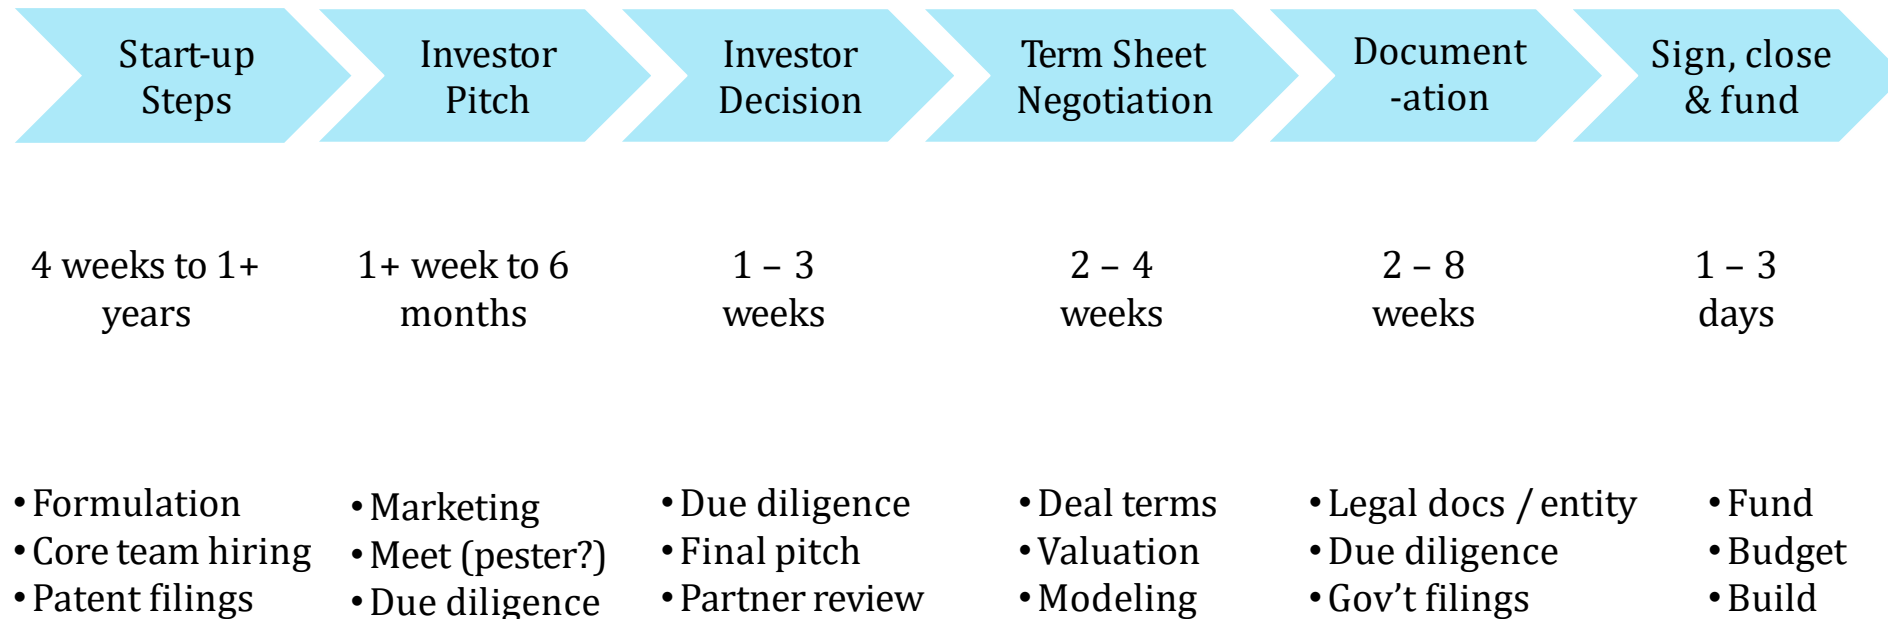 Start-up
Steps
Investor
Pitch
Investor
Decision
Term Sheet
Negotiation
Document
-ation
Sign, close
& fund
4 weeks to 1+
years
1+ week to 6
months
1 – 3
weeks
2 – 4
weeks
2 – 8
weeks
1 – 3
days
• Formulation
• Core team hiring
• Patent filings
• Marketing
• Meet (pester?)
• Due diligence
• Due diligence
• Final pitch
• Partner review
• Deal terms
• Valuation
• Modeling
• Legal docs / entity
• Due diligence
• Gov’t filings
• Fund
• Budget
• Build